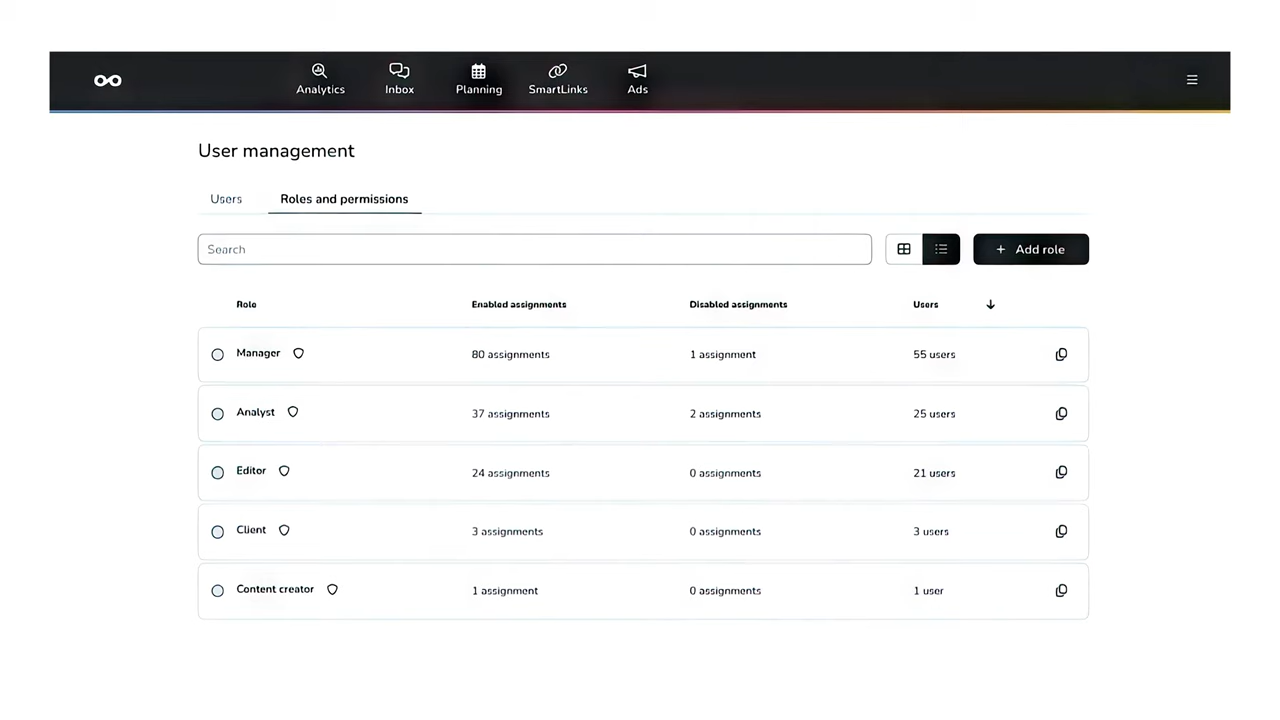 Analytics Inbox Planning SmartLinks Ads
User management
Users Roles and permissions
Search + Add role
Role Enabled assignments Disabled assignments Users
Manager 80 assignments 1 assignment 55 users
Analyst 37 assignments 2 assignments 25 users
Editor 24 assignments 0 assignments 21 users
Client 3 assignments 0 assignments 3 users
Content creator 1 assignment 0 assignments 1 user